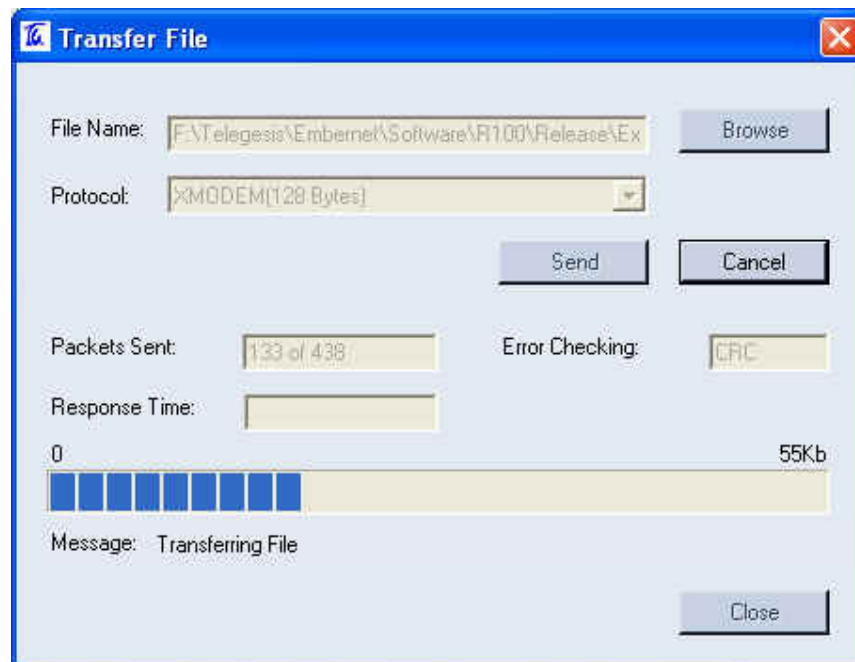 Transfer File
File Name: F:\Telegesis\Embernet\Software\R100\Release\Ex Browse
Protocol: XMODEM(128 Bytes)
Send Cancel
Packets Sent: 133 of 438 Error Checking: CRC
Response Time:
0 55Kb
Message: Transferring File
Close